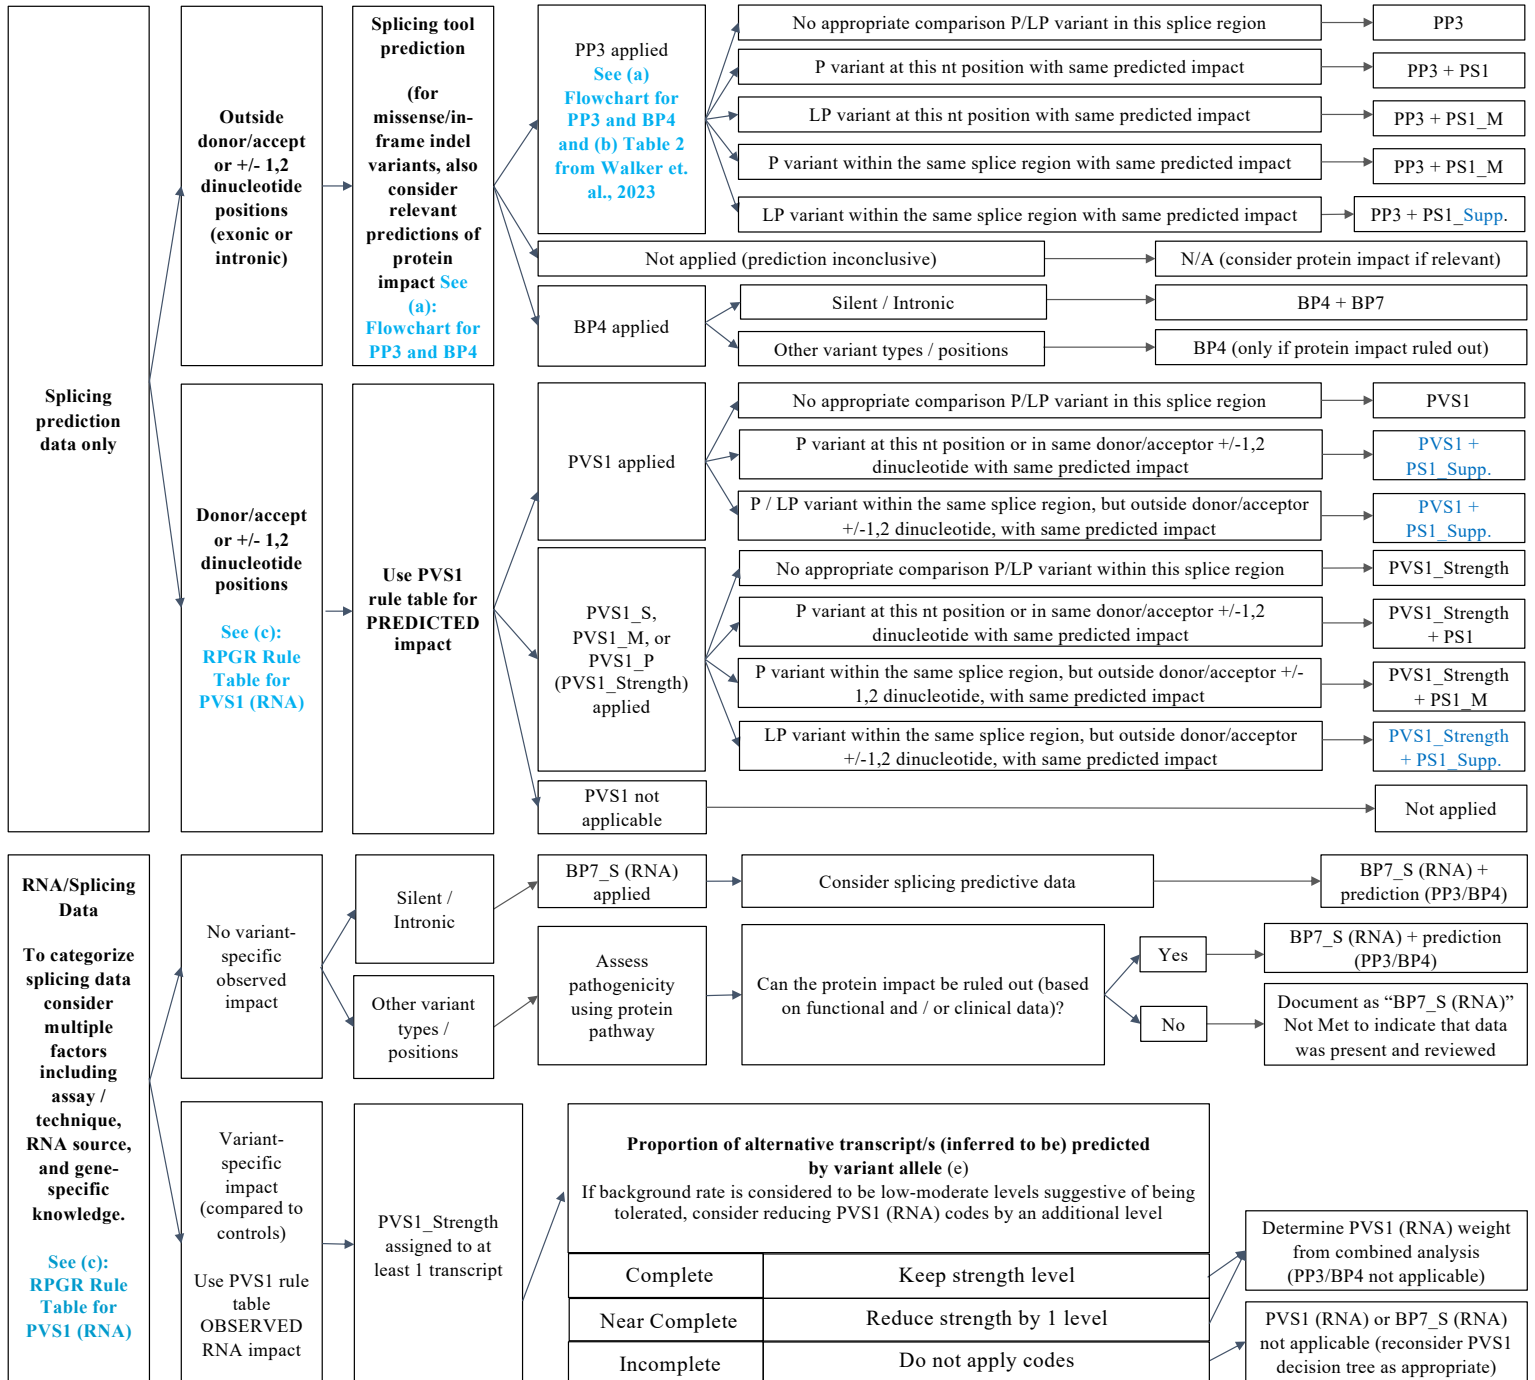 Splicing
prediction
data only
Outside
donor/accept
or +/- 1,2
dinucleotide
positions
(exonic or
intronic)
Splicing tool
prediction
(for
missense/in-
frame indel
variants, also
consider
relevant
predictions of
protein
impact See
(a):
Flowchart for
PP3 and BP4
PP3 applied
See (a)
Flowchart for
PP3 and BP4
and (b) Table 2
from Walker et.
al., 2023
No appropriate comparison P/LP variant in this splice region
PP3
P variant at this nt position with same predicted impact
PP3 + PS1
LP variant at this nt position with same predicted impact
PP3 + PS1_M
P variant within the same splice region with same predicted impact
PP3 + PS1_M
LP variant within the same splice region with same predicted impact
PP3 + PS1_Supp.
Not applied (prediction inconclusive)
N/A (consider protein impact if relevant)
BP4 applied
Silent / Intronic
BP4 + BP7
Other variant types / positions
BP4 (only if protein impact ruled out)
Donor/accept
or +/- 1,2
dinucleotide
positions
See (c):
RPGR Rule
Table for
PVS1 (RNA)
Use PVS1
rule table for
PREDICTED
impact
PVS1 applied
No appropriate comparison P/LP variant in this splice region
PVS1
P variant at this nt position or in same donor/acceptor +/-1,2
dinucleotide with same predicted impact
PVS1 +
PS1_Supp.
P / LP variant within the same splice region, but outside donor/acceptor
+/-1,2 dinucleotide, with same predicted impact
PVS1 +
PS1_Supp.
PVS1_S,
PVS1_M, or
PVS1_P
(PVS1_Strength)
applied
No appropriate comparison P/LP variant within this splice region
PVS1_Strength
P variant at this nt position or in same donor/acceptor +/-1,2
dinucleotide with same predicted impact
PVS1_Strength
+ PS1
P variant within the same splice region, but outside donor/acceptor +/-
1,2 dinucleotide, with same predicted impact
PVS1_Strength
+ PS1_M
LP variant within the same splice region, but outside donor/acceptor
+/-1,2 dinucleotide, with same predicted impact
PVS1_Strength
+ PS1_Supp.
PVS1 not
applicable
Not applied
RNA/Splicing
Data
To categorize
splicing data
consider
multiple
factors
including
assay /
technique,
RNA source,
and gene-
specific
knowledge.
See (c):
RPGR Rule
Table for
PVS1 (RNA)
No variant-
specific
observed
impact
Silent /
Intronic
BP7_S (RNA)
applied
Consider splicing predictive data
BP7_S (RNA) +
prediction (PP3/BP4)
Other variant
types /
positions
Assess
pathogenicity
using protein
pathway
Can the protein impact be ruled out (based
on functional and / or clinical data)?
Yes
BP7_S (RNA) + prediction
(PP3/BP4)
No
Document as “BP7_S (RNA)”
Not Met to indicate that data
was present and reviewed
Variant-
specific
impact
(compared to
controls)
Use PVS1 rule
table
OBSERVED
RNA impact
PVS1_Strength
assigned to at
least 1 transcript
Proportion of alternative transcript/s (inferred to be) predicted
by variant allele (e)
If background rate is considered to be low-moderate levels suggestive of being
tolerated, consider reducing PVS1 (RNA) codes by an additional level
Complete
Keep strength level
Near Complete
Reduce strength by 1 level
Incomplete
Do not apply codes
Determine PVS1 (RNA) weight
from combined analysis
(PP3/BP4 not applicable)
PVS1 (RNA) or BP7_S (RNA)
not applicable (reconsider PVS1
decision tree as appropriate)